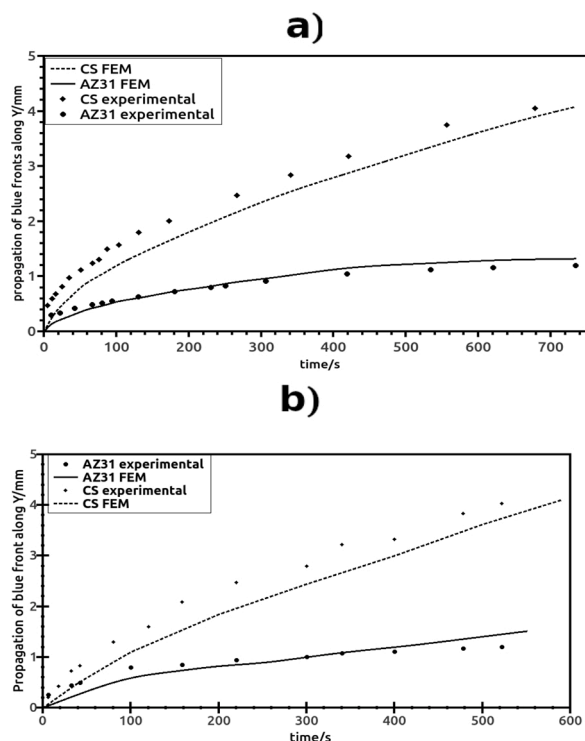 a)
propagation of blue fronts along Y/mm
5
4
3
2
1
0
CS FEM
AZ31 FEM
CS experimental
AZ31 experimental
0 100 200 300 400 500 600 700
time/s
b)
Propagation of blue front along Y/mm
5
4
3
2
1
0
AZ31 experimental
AZ31 FEM
CS experimental
CS FEM
0 100 200 300 400 500 600
time/s